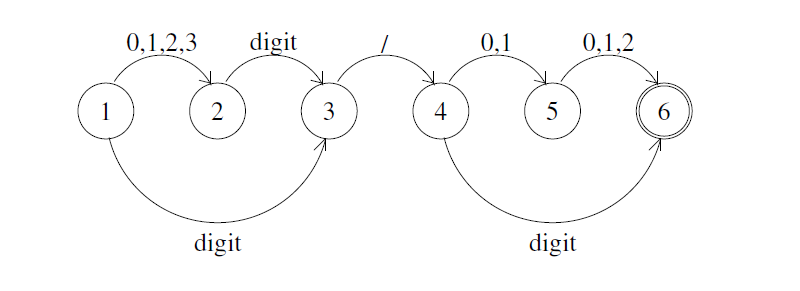 0,1,2,3 digit / 0,1 0,1,2
1 2 3 4 5 6
digit digit